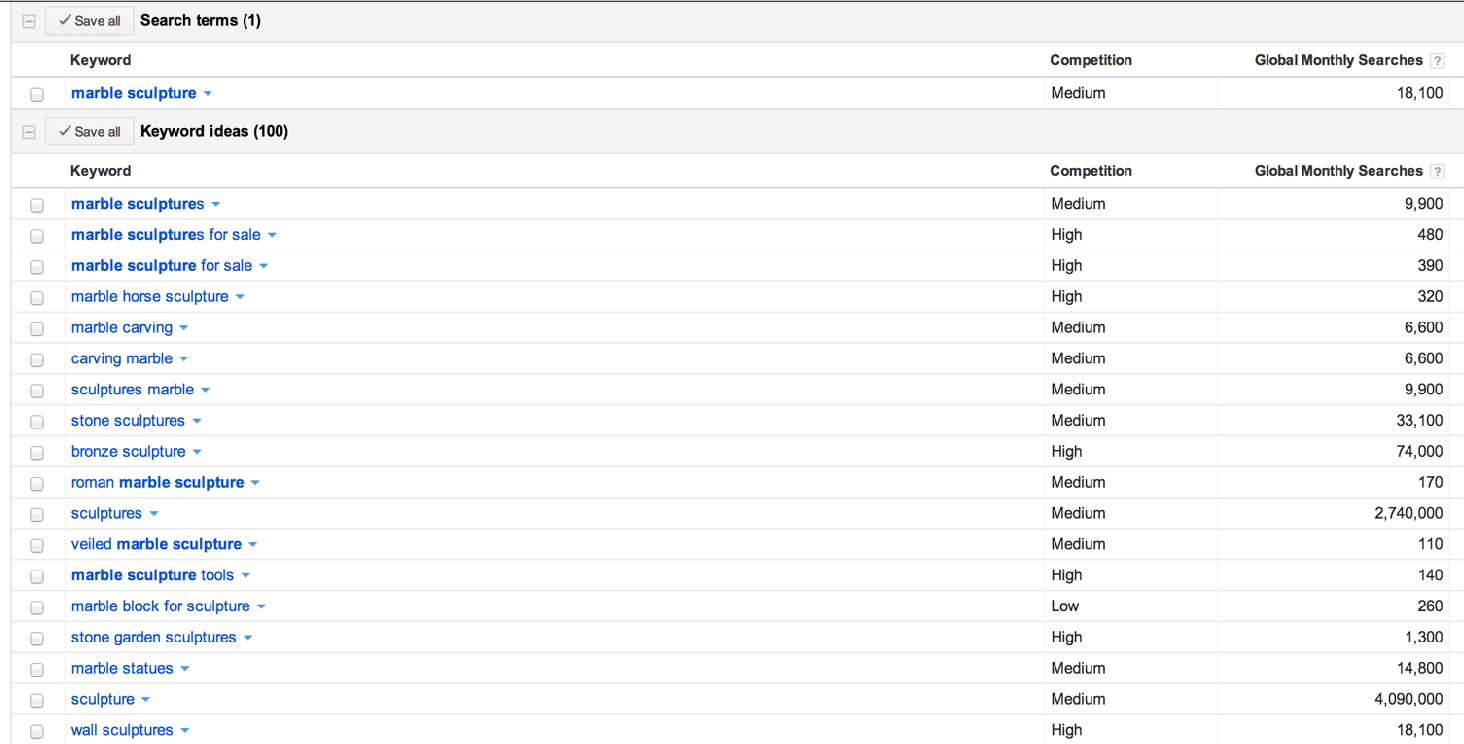 Save all Search terms (1)
Keyword Competition Global Monthly Searches ?
marble sculpture Medium 18,100
Save all Keyword ideas (100)
Keyword Competition Global Monthly Searches ?
marble sculptures Medium 9,900
marble sculptures for sale High 480
marble sculpture for sale High 390
marble horse sculpture High 320
marble carving Medium 6,600
carving marble Medium 6,600
sculptures marble Medium 9,900
stone sculptures Medium 33,100
bronze sculpture High 74,000
roman marble sculpture Medium 170
sculptures Medium 2,740,000
veiled marble sculpture Medium 110
marble sculpture tools High 140
marble block for sculpture Low 260
stone garden sculptures High 1,300
marble statues Medium 14,800
sculpture Medium 4,090,000
wall sculptures High 18,100